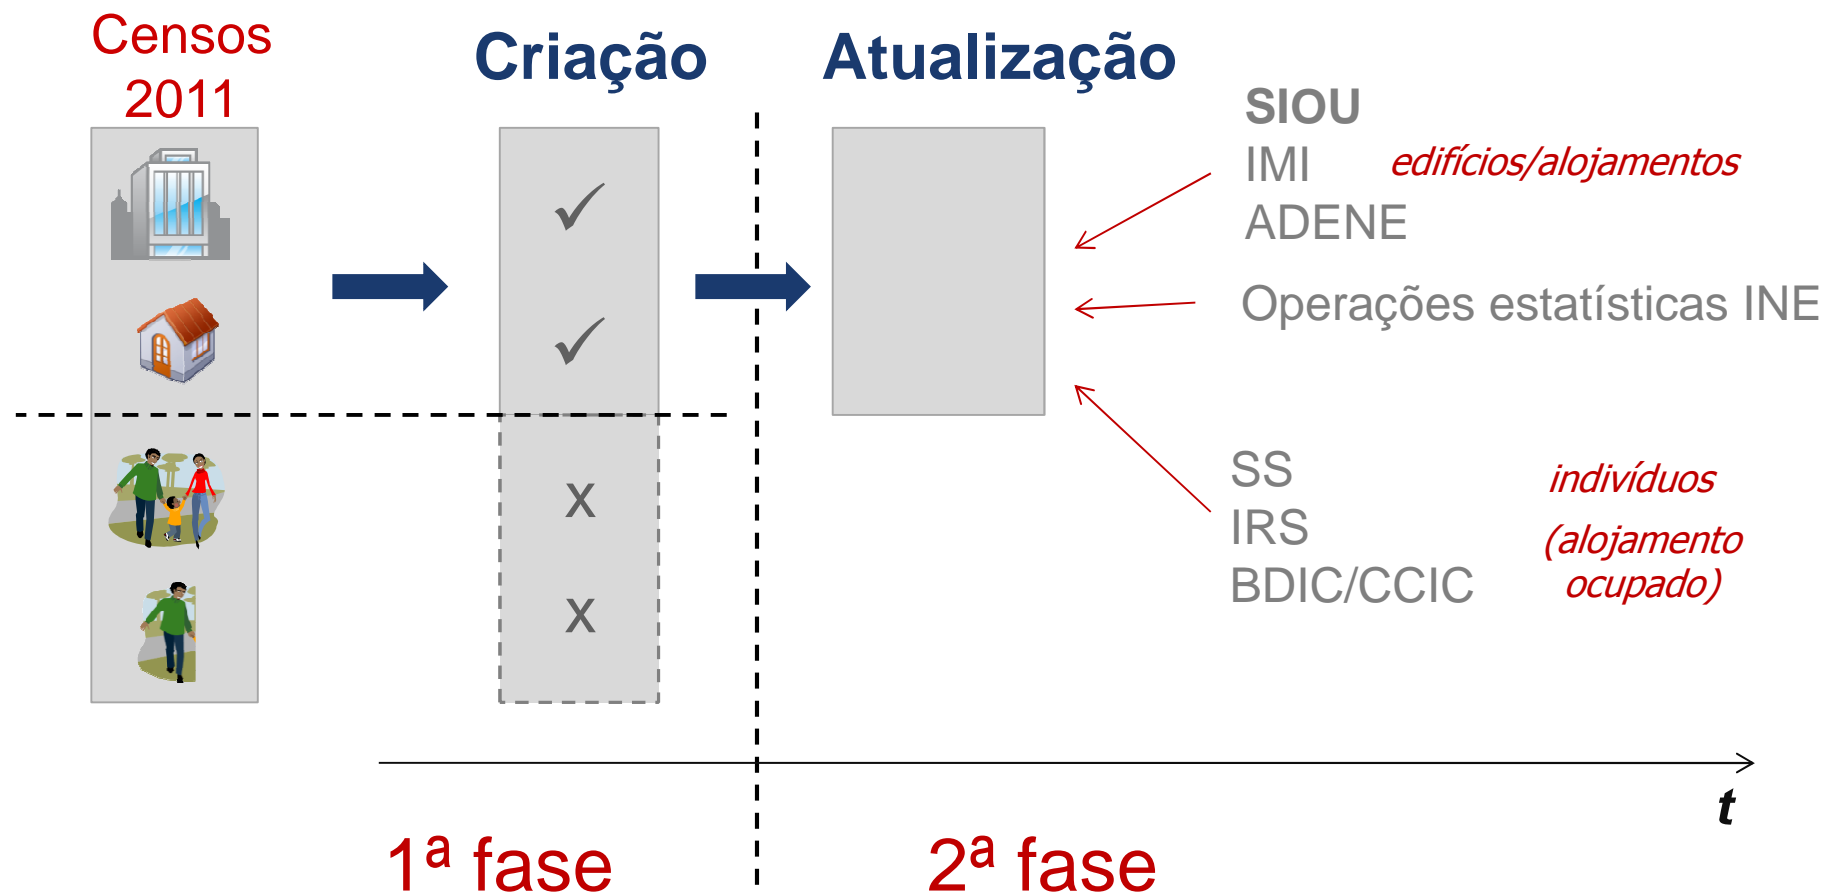 Censos
2011
Criação
Atualização
SIOU
IMI
ADENE
edifícios/alojamentos
Operações estatísticas INE
x
x
SS
IRS
BDIC/CCIC
indivíduos
(alojamento
ocupado)
t
1ª fase
2ª fase